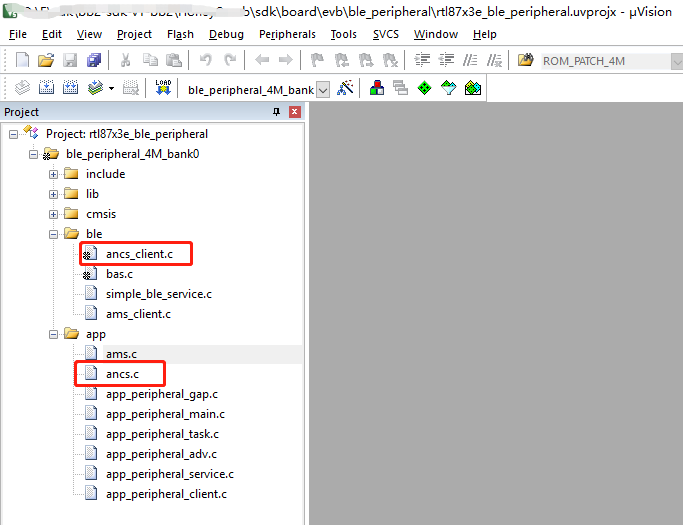 \sdk\board\evb\ble_peripheral\rtl87x3e_ble_peripheral.uvprojx - µVision
File Edit View Project Flash Debug Peripherals Tools SVCS Window Help
ROM_PATCH_4M
LOAD ble_peripheral_4M_bank
Project
Project: rtl87x3e_ble_peripheral
ble_peripheral_4M_bank0
include
lib
cmsis
ble
ancs_client.c
bas.c
simple_ble_service.c
ams_client.c
app
ams.c
ancs.c
app_peripheral_gap.c
app_peripheral_main.c
app_peripheral_task.c
app_peripheral_adv.c
app_peripheral_service.c
app_peripheral_client.c